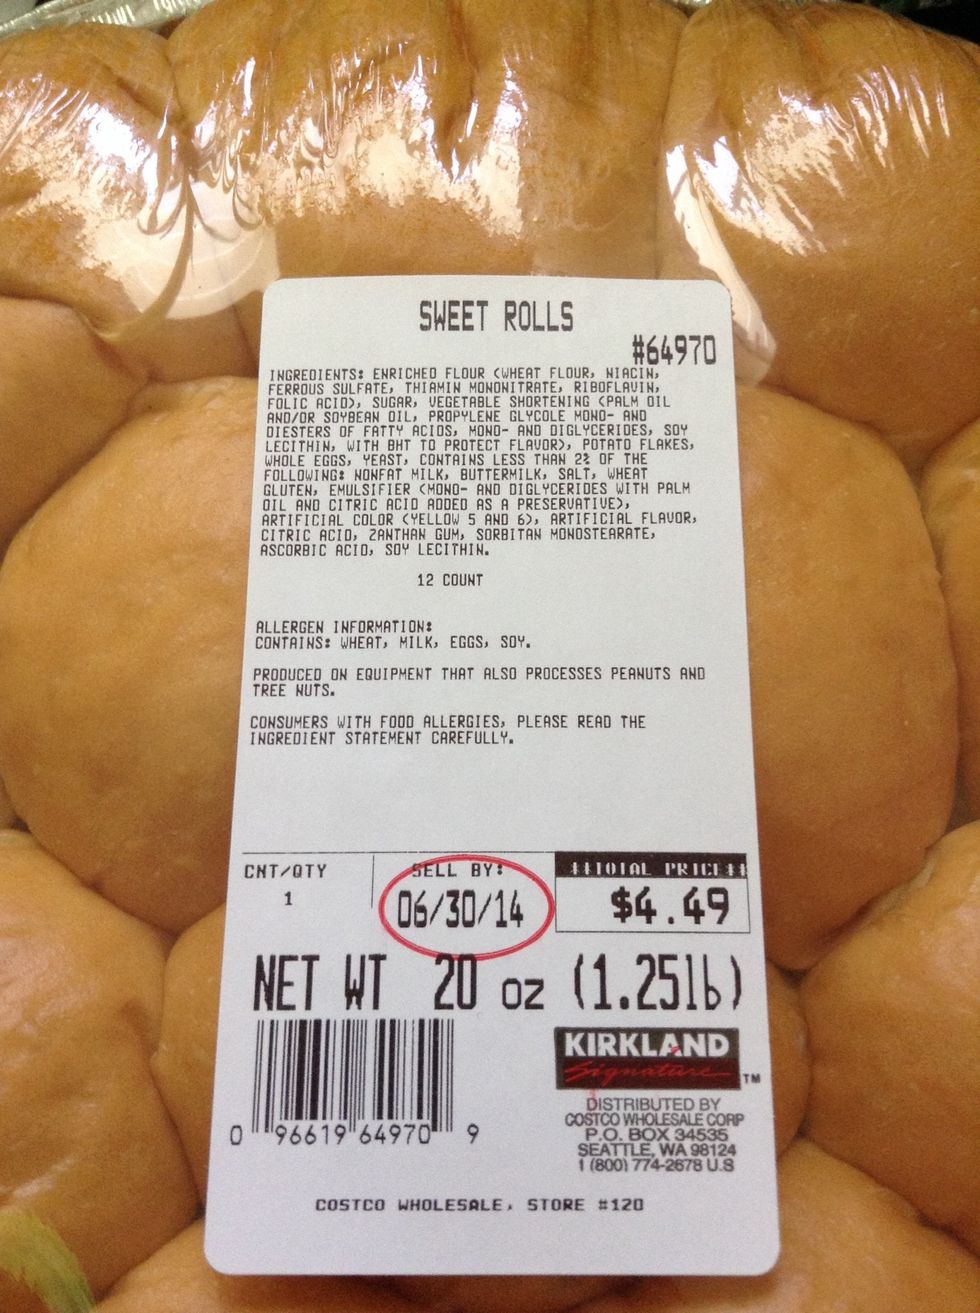 SWEET ROLLS
#64970
INGREDIENTS: ENRICHED FLOUR (WHEAT FLOUR, NIACIN,
FERROUS SULFATE, THIAMIN MONONITRATE, RIBOFLAVIN,
FOLIC ACID), SUGAR, VEGETABLE SHORTENING (PALM OIL
AND/OR SOYBEAN OIL, PROPYLENE GLYCOLE MONO- AND
DIESTERS OF FATTY ACIDS, MONO- AND DIGLYCERIDES, SOY
LECITHIN, WITH BHT TO PROTECT FLAVOR), POTATO FLAKES,
WHOLE EGGS, YEAST, CONTAINS LESS THAN 2% OF THE
FOLLOWING: NONFAT MILK, BUTTERMILK, SALT, WHEAT
GLUTEN, EMULSIFIER (MONO- AND DIGLYCERIDES WITH PALM
OIL AND CITRIC ACID ADDED AS A PRESERVATIVE),
ARTIFICIAL COLOR (YELLOW 5 AND 6), ARTIFICIAL FLAVOR,
CITRIC ACID, ZANTHAN GUM, SORBITAN MONOSTEARATE,
ASCORBIC ACID, SOY LECITHIN.
12 COUNT
ALLERGEN INFORMATION:
CONTAINS: WHEAT, MILK, EGGS, SOY.
PRODUCED ON EQUIPMENT THAT ALSO PROCESSES PEANUTS AND
TREE NUTS.
CONSUMERS WITH FOOD ALLERGIES, PLEASE READ THE
INGREDIENT STATEMENT CAREFULLY.
CNT/QTY SELL BY: **TOTAL PRICE**
1 06/30/14 $4.49
NET WT 20 oz (1.25lb)
KIRKLAND
Signature TM
DISTRIBUTED BY
COSTCO WHOLESALE CORP
P.O. BOX 34535
SEATTLE, WA 98124
1 (800) 774-2678 U.S
0 96619 64970 9
COSTCO WHOLESALE, STORE #120